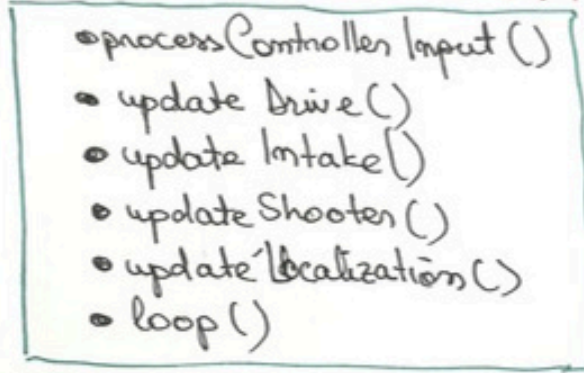 • processControllerInput()
• updateDrive()
• updateIntake()
• updateShooter()
• updateLocalization()
• loop()